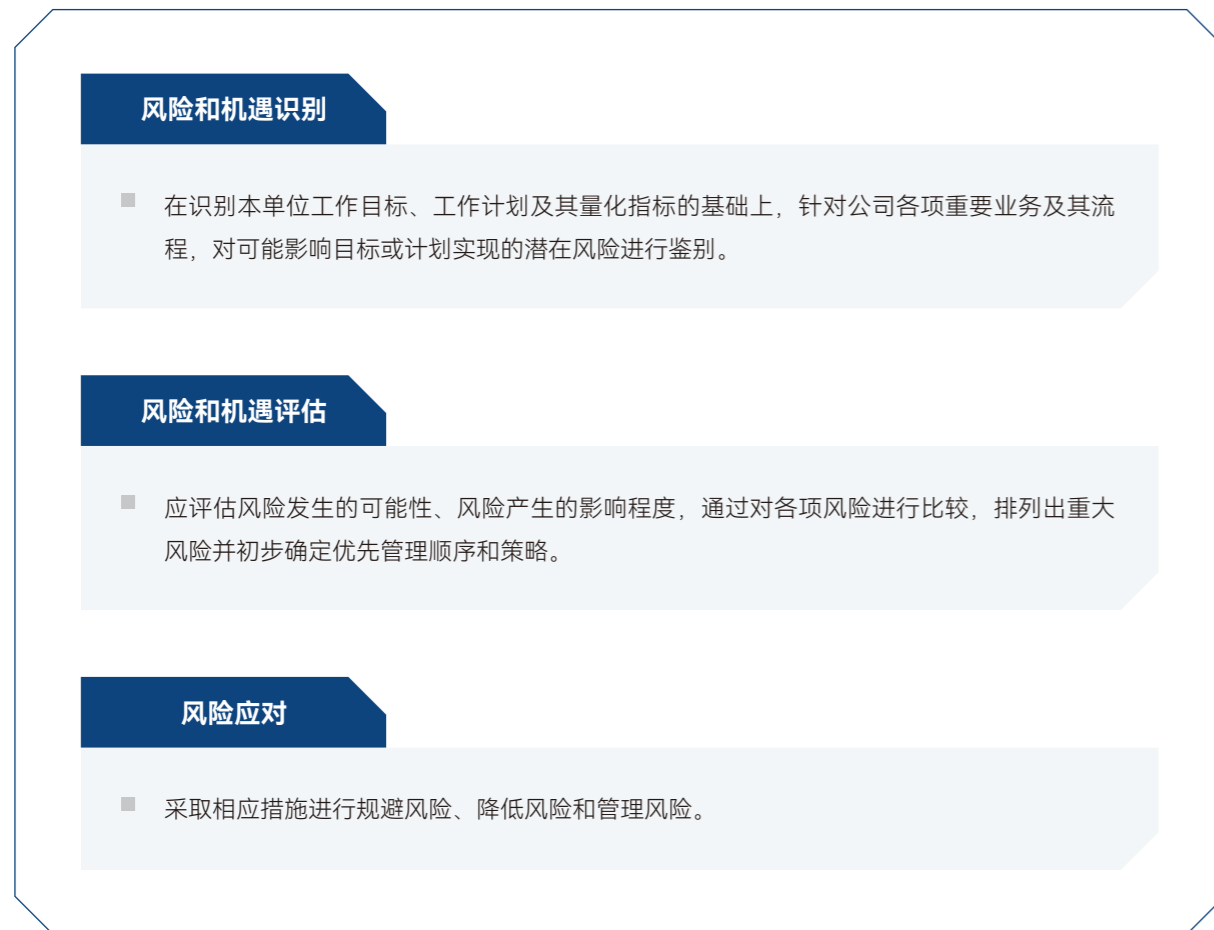 风险和机遇识别
在识别本单位工作目标、工作计划及其量化指标的基础上，针对公司各项重要业务及其流
程，对可能影响目标或计划实现的潜在风险进行鉴别。
风险和机遇评估
应评估风险发生的可能性、风险产生的影响程度，通过对各项风险进行比较，排列出重大
风险并初步确定优先管理顺序和策略。
风险应对
采取相应措施进行规避风险、降低风险和管理风险。